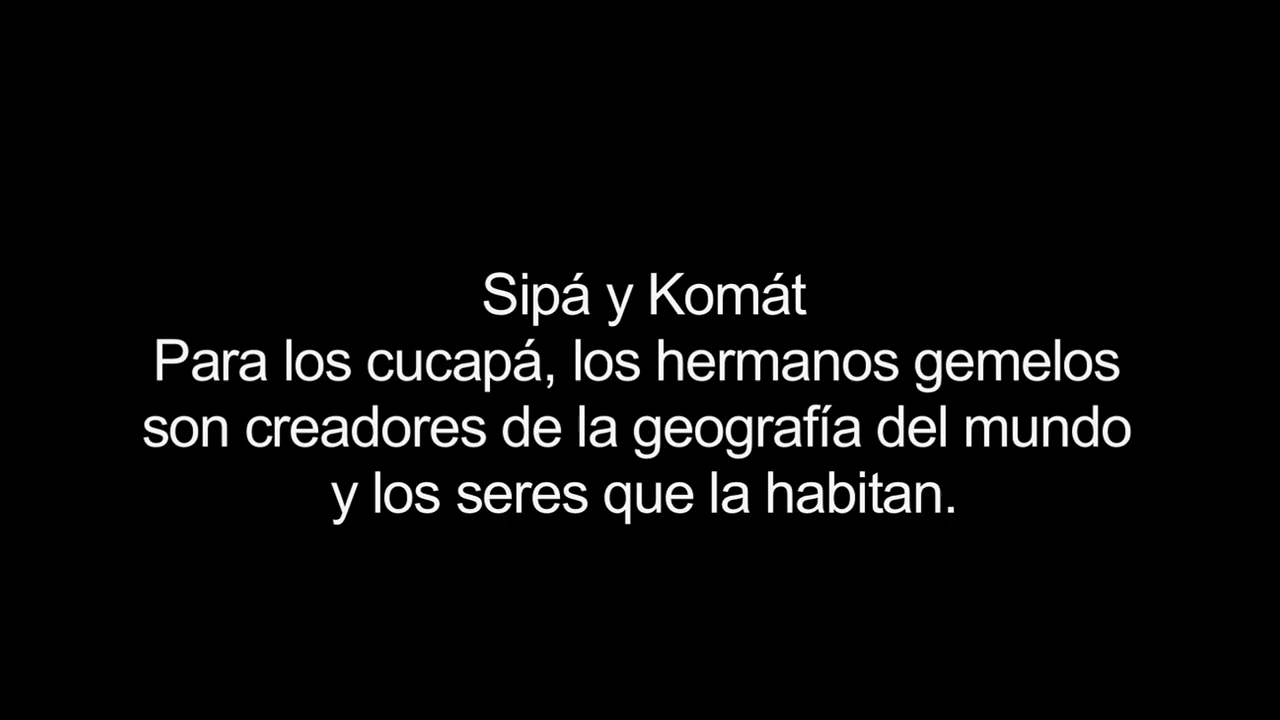 Sipá y Komát
Para los cucapá, los hermanos gemelos
son creadores de la geografía del mundo
y los seres que la habitan.